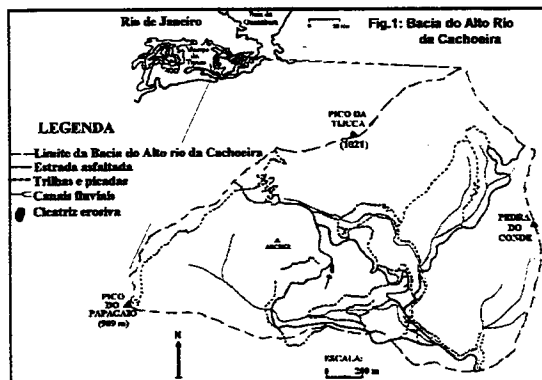 Rio de Janeiro
Fig.1: Bacia do Alto Rio
da Cachoeira
LEGENDA
Limite da Bacia do Alto rio da Cachoeira
Estrada asfaltada
Trilhas e picadas
Canais fluviais
Cicatriz erosiva
PICO DA
TIJUCA
(1021)
PEDRA
DO
CONDE
PICO
DO
PAPAGAIO
(989 m)
N
ESCALA:
200 m